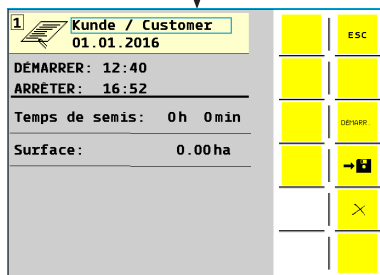 1
Kunde / Customer
01.01.2016
ESC
DÉMARRER: 12:40
ARRÊTER: 16:52
Temps de semis: 0h 0min
DÉMARR.
Surface: 0.00ha